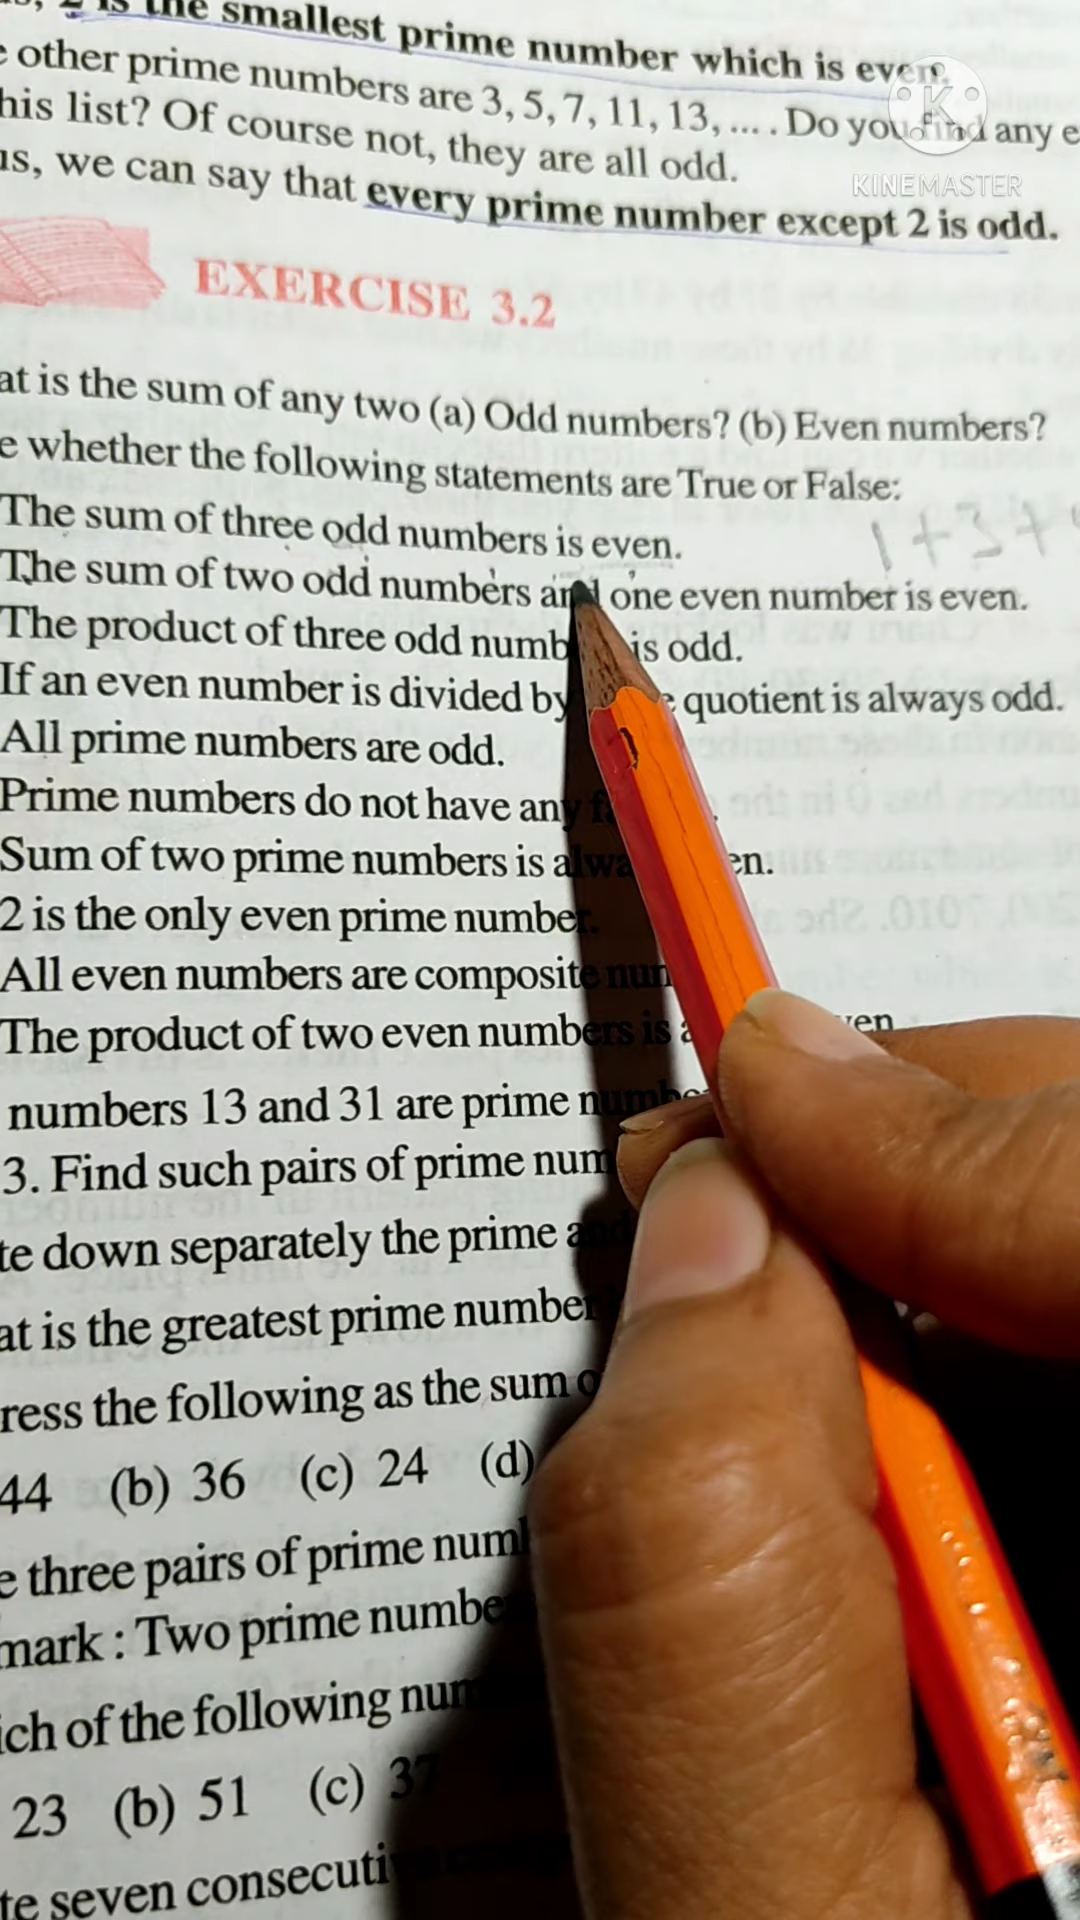 is the smallest prime number which is even.
other prime numbers are 3, 5, 7, 11, 13, ... . Do you find any e
his list? Of course not, they are all odd.
us, we can say that every prime number except 2 is odd.
K
KINEMASTER
EXERCISE 3.2
at is the sum of any two (a) Odd numbers? (b) Even numbers?
e whether the following statements are True or False:
The sum of three odd numbers is even.
1+3+
The sum of two odd numbers and one even number is even.
The product of three odd numb is odd.
If an even number is divided by quotient is always odd.
All prime numbers are odd.
Prime numbers do not have any
Sum of two prime numbers is alwa en.
2 is the only even prime number.
All even numbers are composite num
The product of two even numbers is a ven
numbers 13 and 31 are prime number
3. Find such pairs of prime num
te down separately the prime and
at is the greatest prime number
ress the following as the sum o
44 (b) 36 (c) 24 (d)
e three pairs of prime num
mark : Two prime numbe
ich of the following num
23 (b) 51 (c) 37
te seven consecuti